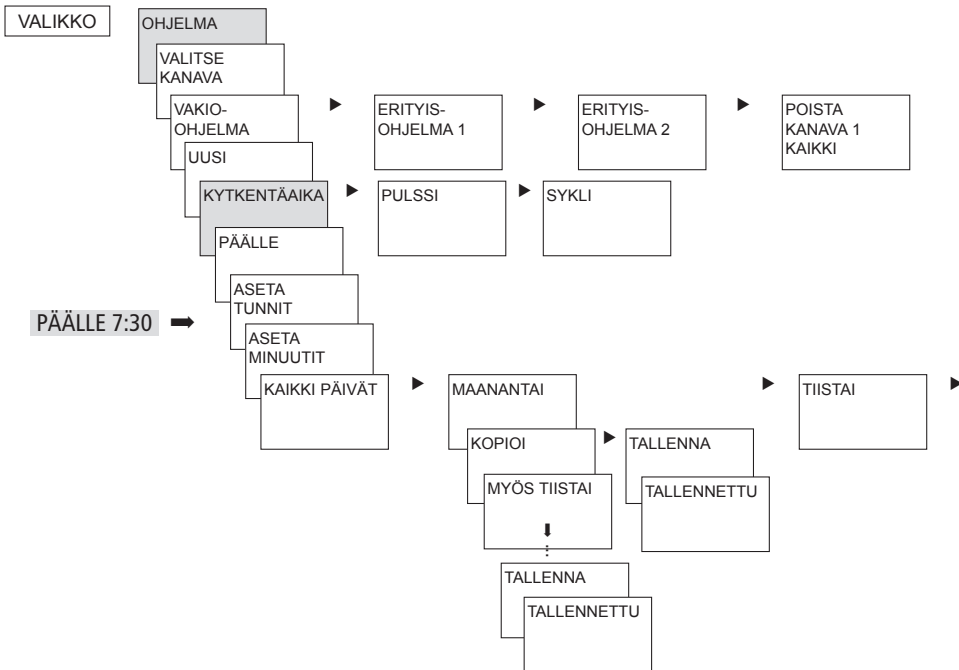 VALIKKO
OHJELMA
VALITSE
KANAVA
VAKIO-
OHJELMA
ERITYIS-
OHJELMA 1
ERITYIS-
OHJELMA 2
POISTA
KANAVA 1
KAIKKI
UUSI
KYTKENTÄAIKA
PULSSI
SYKLI
PÄÄLLE
ASETA
TUNNIT
PÄÄLLE 7:30
ASETA
MINUUTIT
KAIKKI PÄIVÄT
MAANANTAI
TIISTAI
KOPIOI
TALLENNA
MYÖS TIISTAI
TALLENNETTU
TALLENNA
TALLENNETTU